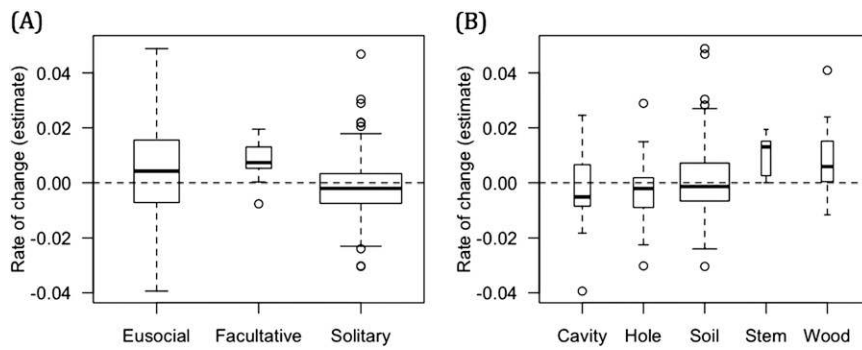 (A)
Rate of change (estimate)
0.04
0.02
0.00
-0.02
-0.04
Eusocial Facultative Solitary
(B)
Rate of change (estimate)
0.04
0.02
0.00
-0.02
-0.04
Cavity Hole Soil Stem Wood